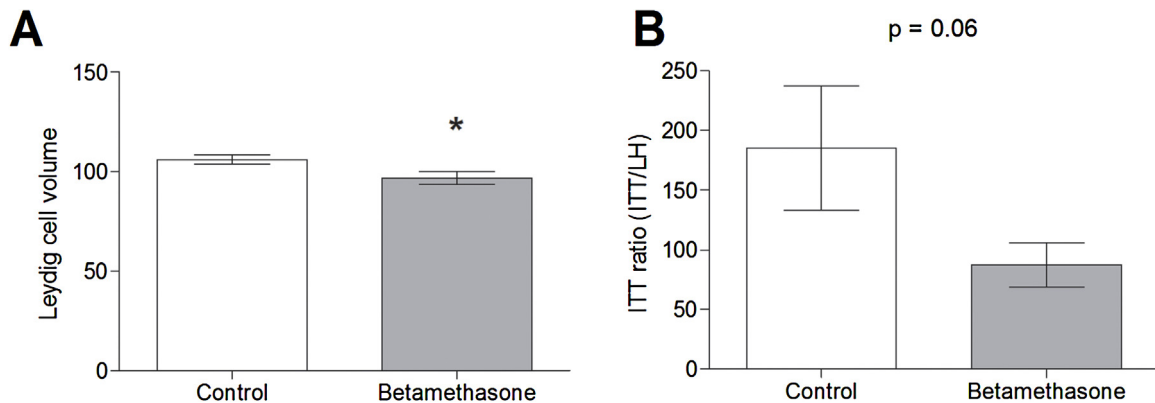 A
Leydig cell volume
150
100
50
0
*
Control
Betamethasone
B
p = 0.06
ITT ratio (ITT/LH)
250
200
150
100
50
0
Control
Betamethasone